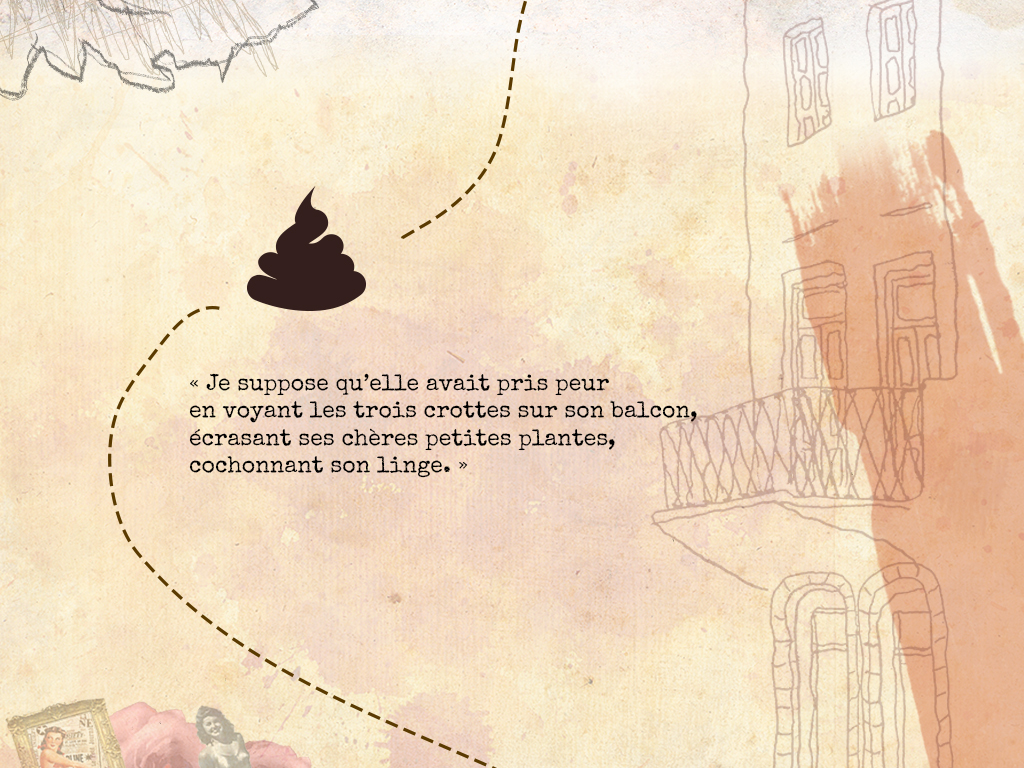 « Je suppose qu’elle avait pris peur
en voyant les trois crottes sur son balcon,
écrasant ses chères petites plantes,
cochonnant son linge. »